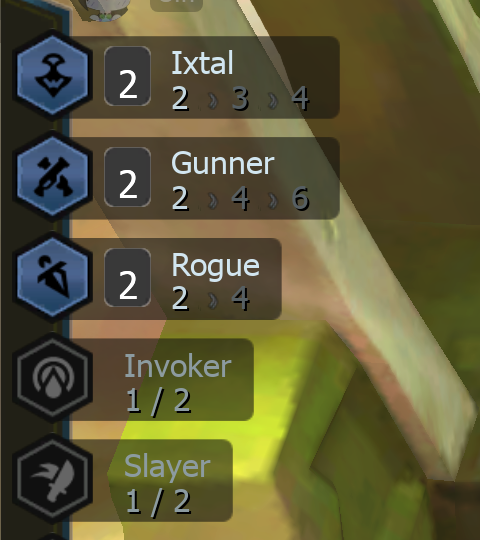 Ixtal
2
2 › 3 › 4
Gunner
2
2 › 4 › 6
Rogue
2
2 › 4
Invoker
1 / 2
Slayer
1 / 2